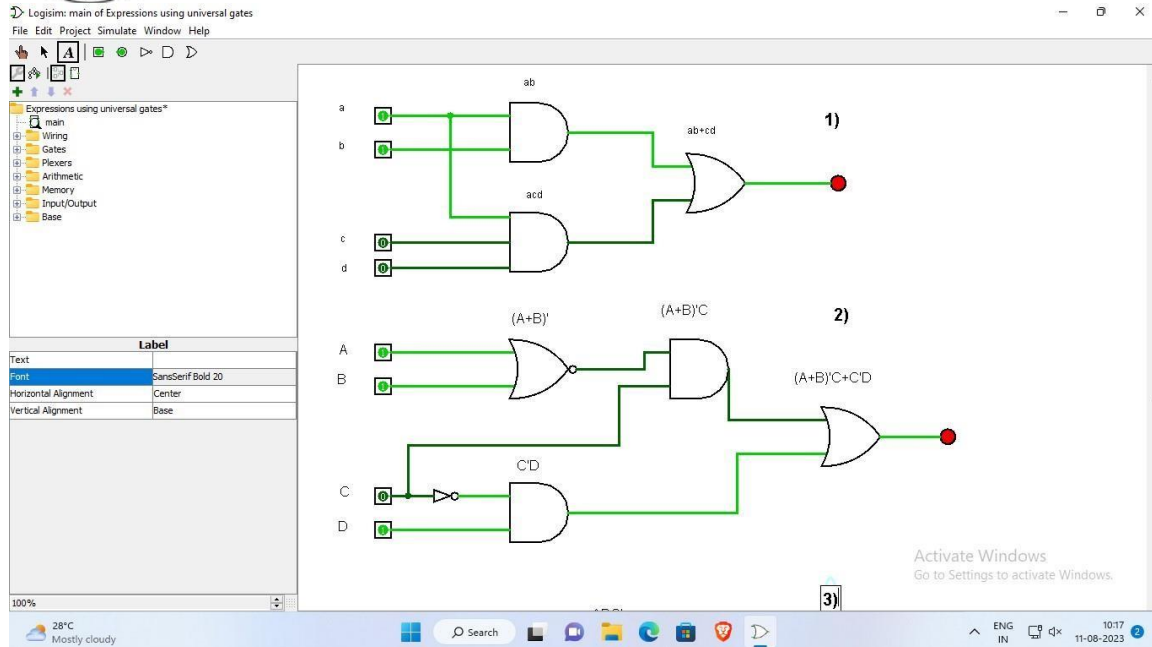 Logisim: main of Expressions using universal gates
File Edit Project Simulate Window Help
A
Expressions using universal gates*
main
Wiring
Gates
Plexers
Arithmetic
Memory
Input/Output
Base
Label
Text
Font SansSerif Bold 20
Horizontal Alignment Center
Vertical Alignment Base
100%
ab
a 1
1)
ab+cd
b 1
acd
c 0
d 0
(A+B)'
(A+B)'C
2)
A 1
B 1
(A+B)'C+C'D
C'D
C 0
D 1
Activate Windows
Go to Settings to activate Windows.
3)
28°C
Mostly cloudy
Search
ENG
IN
10:17
11-08-2023
2